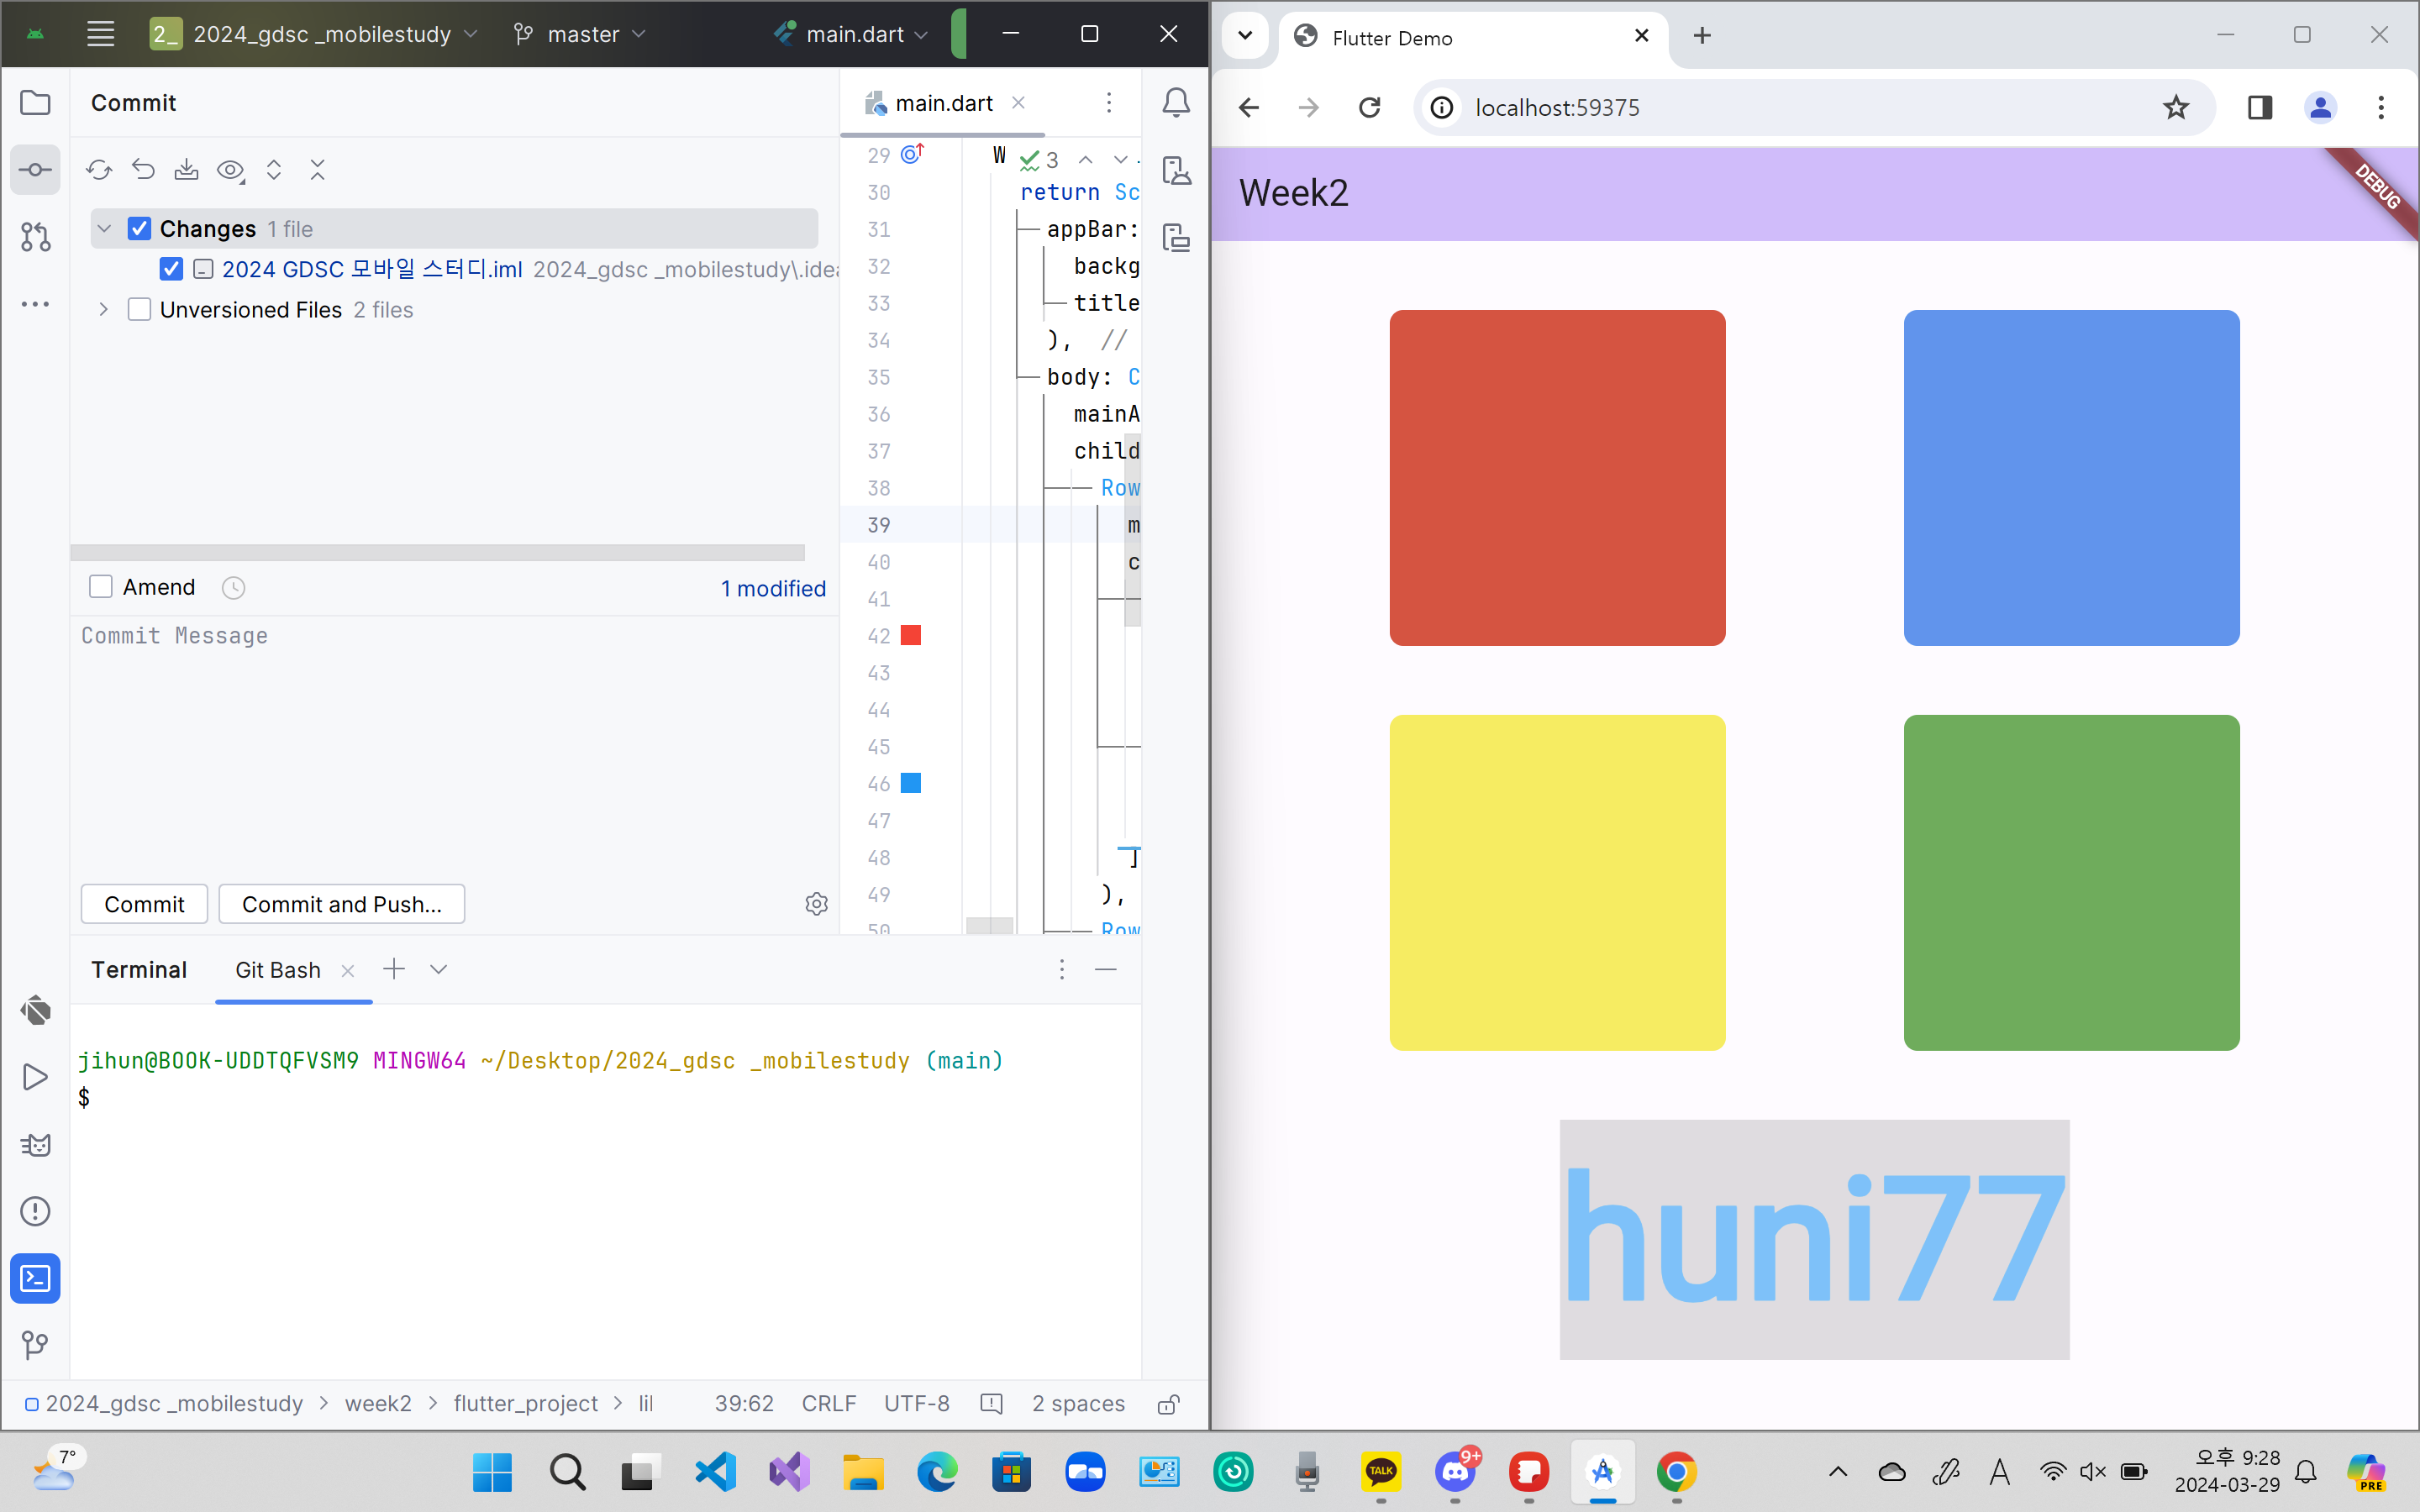 2_ 2024_gdsc _mobilestudy master main.dart
Commit
Changes 1 file
2024 GDSC 모바일 스터디.iml 2024_gdsc _mobilestudy\.idea
Unversioned Files 2 files
Amend 1 modified
Commit Message
Commit Commit and Push...
main.dart
29 W 3
30 return Sc
31 appBar:
32 backg
33 title
34 ), //
35 body: C
36 mainA
37 child
38 Row
39 m
40 c
41
42
43
44
45
46
47
48 ]
49 ),
50 Row
Terminal Git Bash
jihun@BOOK-UDDTQFVSM9 MINGW64 ~/Desktop/2024_gdsc _mobilestudy (main)
$
2024_gdsc _mobilestudy > week2 > flutter_project > lil 39:62 CRLF UTF-8 2 spaces
Flutter Demo
localhost:59375
Week2
DEBUG
huni77
7°
TALK
9+
A
오후 9:28
2024-03-29
PRE